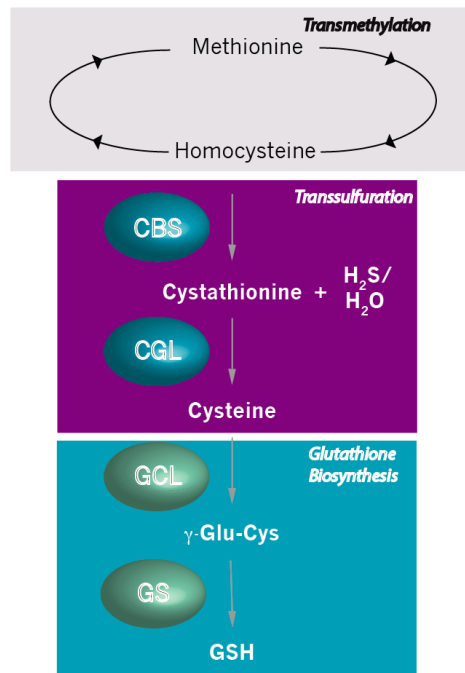 Transmethylation
Methionine
Homocysteine
Transsulfuration
CBS
H₂S/
Cystathionine +
H₂O
CGL
Cysteine
Glutathione
Biosynthesis
GCL
γ-Glu-Cys
GS
GSH